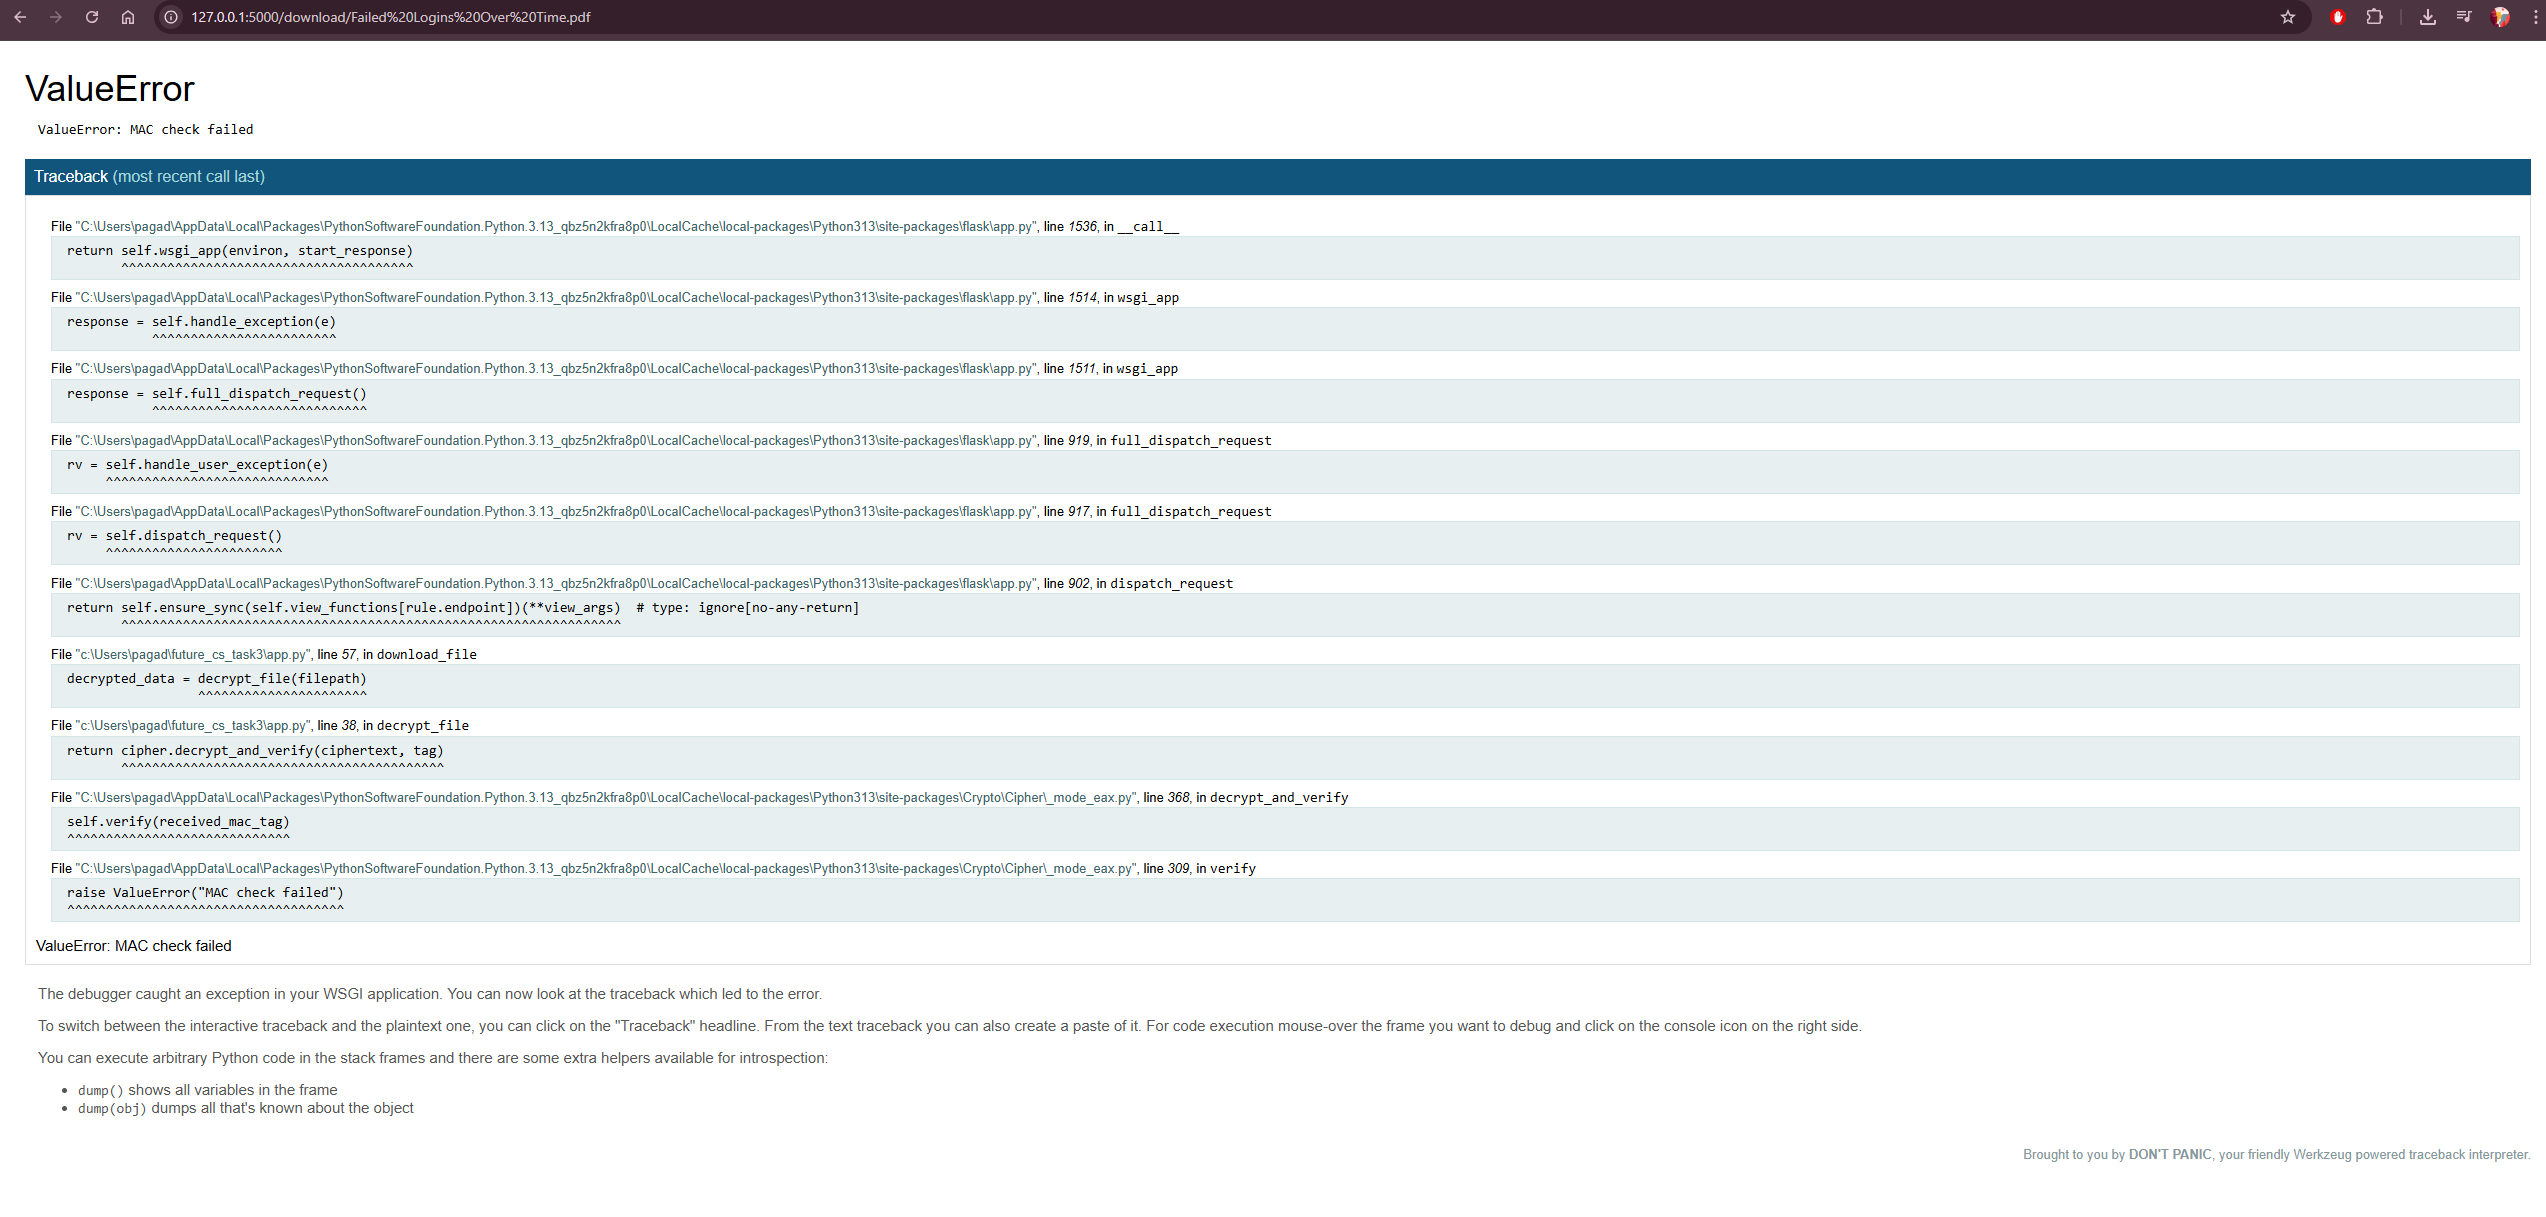 127.0.0.1:5000/download/Failed%20Logins%20Over%20Time.pdf
ValueError
ValueError: MAC check failed
Traceback (most recent call last)
File "C:\Users\pagad\AppData\Local\Packages\PythonSoftwareFoundation.Python.3.13_qbz5n2kfra8p0\LocalCache\local-packages\Python313\site-packages\flask\app.py", line 1536, in __call__
return self.wsgi_app(environ, start_response)
^^^^^^^^^^^^^^^^^^^^^^^^^^^^^^^^^^^^^^
File "C:\Users\pagad\AppData\Local\Packages\PythonSoftwareFoundation.Python.3.13_qbz5n2kfra8p0\LocalCache\local-packages\Python313\site-packages\flask\app.py", line 1514, in wsgi_app
response = self.handle_exception(e)
^^^^^^^^^^^^^^^^^^^^^^^^
File "C:\Users\pagad\AppData\Local\Packages\PythonSoftwareFoundation.Python.3.13_qbz5n2kfra8p0\LocalCache\local-packages\Python313\site-packages\flask\app.py", line 1511, in wsgi_app
response = self.full_dispatch_request()
^^^^^^^^^^^^^^^^^^^^^^^^^^^^
File "C:\Users\pagad\AppData\Local\Packages\PythonSoftwareFoundation.Python.3.13_qbz5n2kfra8p0\LocalCache\local-packages\Python313\site-packages\flask\app.py", line 919, in full_dispatch_request
rv = self.handle_user_exception(e)
^^^^^^^^^^^^^^^^^^^^^^^^^^^^^
File "C:\Users\pagad\AppData\Local\Packages\PythonSoftwareFoundation.Python.3.13_qbz5n2kfra8p0\LocalCache\local-packages\Python313\site-packages\flask\app.py", line 917, in full_dispatch_request
rv = self.dispatch_request()
^^^^^^^^^^^^^^^^^^^^^^^
File "C:\Users\pagad\AppData\Local\Packages\PythonSoftwareFoundation.Python.3.13_qbz5n2kfra8p0\LocalCache\local-packages\Python313\site-packages\flask\app.py", line 902, in dispatch_request
return self.ensure_sync(self.view_functions[rule.endpoint])(**view_args)  # type: ignore[no-any-return]
^^^^^^^^^^^^^^^^^^^^^^^^^^^^^^^^^^^^^^^^^^^^^^^^^^^^^^^^^^^^^^^^^
File "c:\Users\pagad\future_cs_task3\app.py", line 57, in download_file
decrypted_data = decrypt_file(filepath)
^^^^^^^^^^^^^^^^^^^^^^
File "c:\Users\pagad\future_cs_task3\app.py", line 38, in decrypt_file
return cipher.decrypt_and_verify(ciphertext, tag)
^^^^^^^^^^^^^^^^^^^^^^^^^^^^^^^^^^^^^^^^^^
File "C:\Users\pagad\AppData\Local\Packages\PythonSoftwareFoundation.Python.3.13_qbz5n2kfra8p0\LocalCache\local-packages\Python313\site-packages\Crypto\Cipher\_mode_eax.py", line 368, in decrypt_and_verify
self.verify(received_mac_tag)
^^^^^^^^^^^^^^^^^^^^^^^^^^^^^
File "C:\Users\pagad\AppData\Local\Packages\PythonSoftwareFoundation.Python.3.13_qbz5n2kfra8p0\LocalCache\local-packages\Python313\site-packages\Crypto\Cipher\_mode_eax.py", line 309, in verify
raise ValueError("MAC check failed")
^^^^^^^^^^^^^^^^^^^^^^^^^^^^^^^^^^^^
ValueError: MAC check failed
The debugger caught an exception in your WSGI application. You can now look at the traceback which led to the error.
To switch between the interactive traceback and the plaintext one, you can click on the "Traceback" headline. From the text traceback you can also create a paste of it. For code execution mouse-over the frame you want to debug and click on the console icon on the right side.
You can execute arbitrary Python code in the stack frames and there are some extra helpers available for introspection:
• dump() shows all variables in the frame
• dump(obj) dumps all that's known about the object
Brought to you by DON'T PANIC, your friendly Werkzeug powered traceback interpreter.